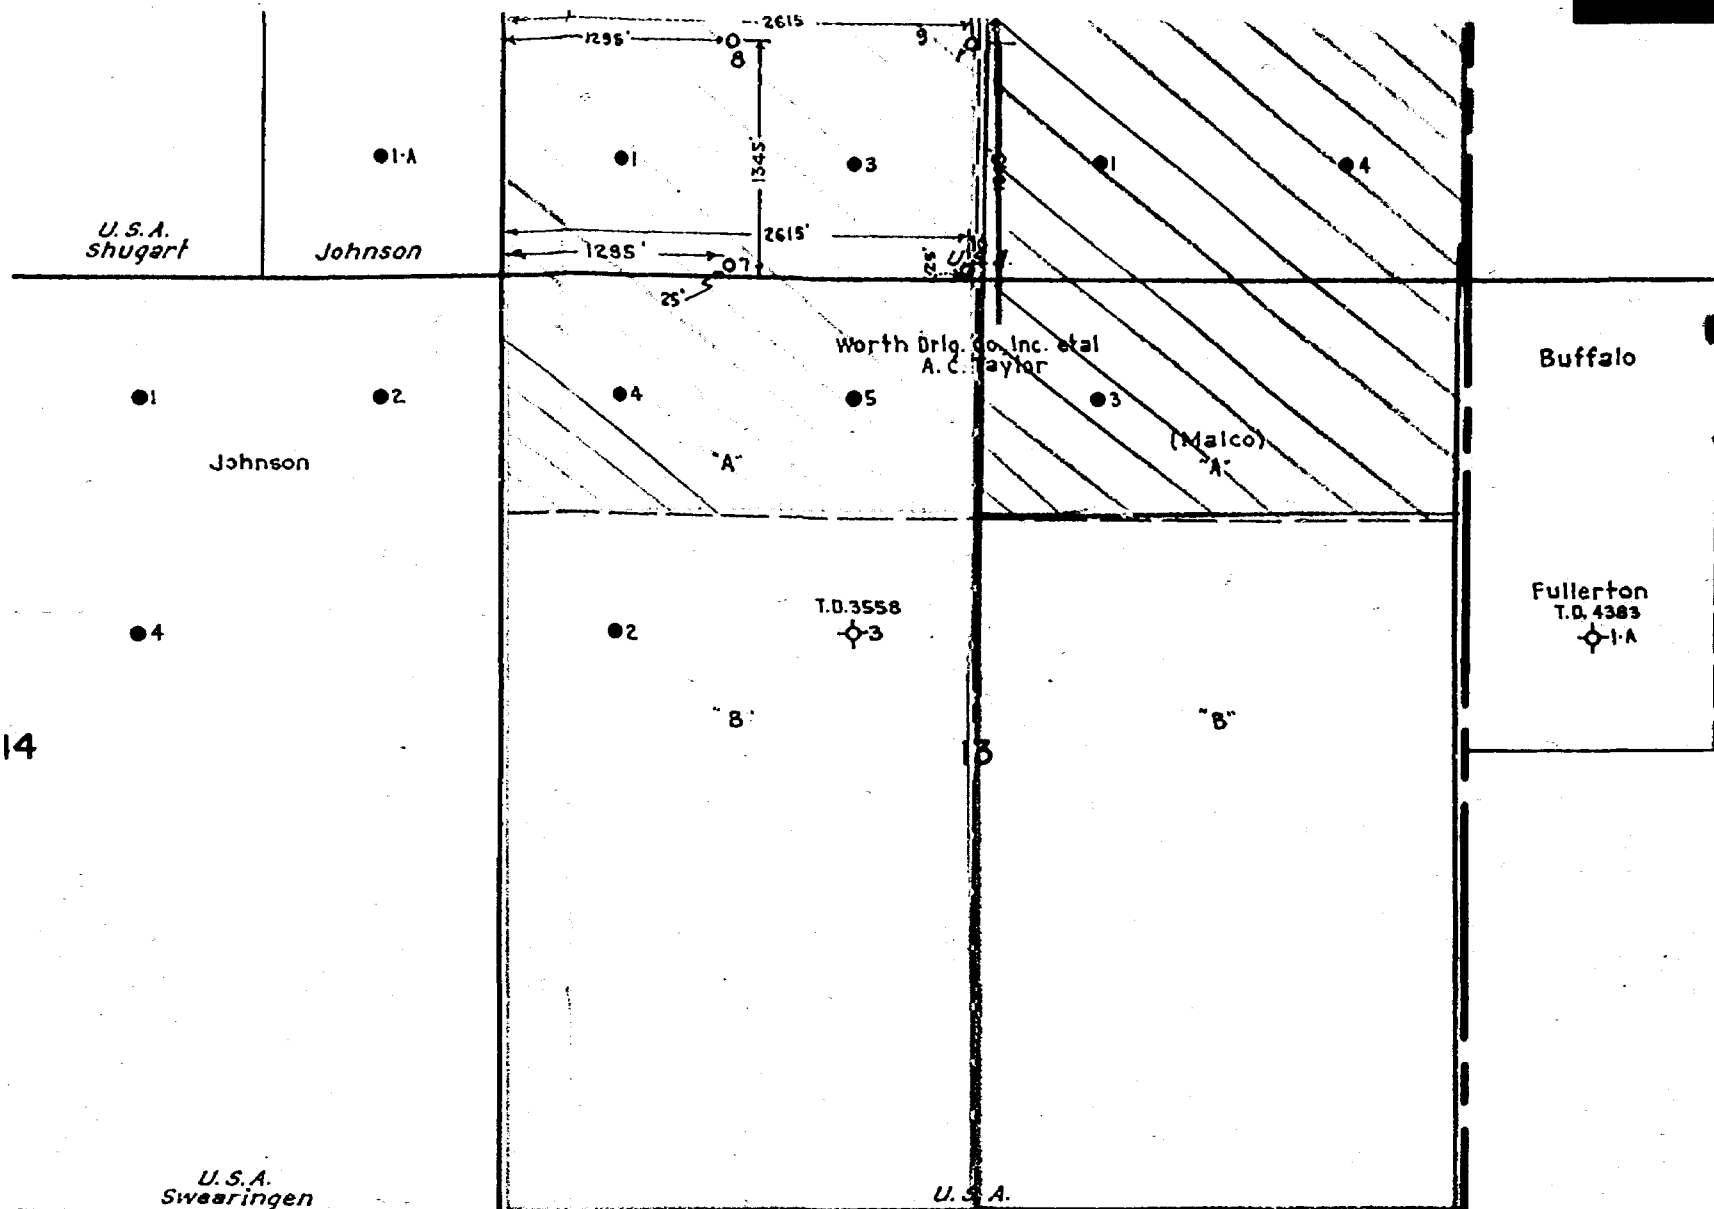 2615
1295'
8
9
1345'
1-A
1
3
1
4
U.S.A.
Shugart
Johnson
2615'
1285'
7
25'
25'
Worth Drlg. Co., Inc. etal
A. C. Taylor
Buffalo
1
2
4
5
3
(Malco)
"A"
Johnson
"A"
T.D. 3558
3
Fullerton
T.D. 4383
1-A
4
2
"B"
"B"
14
13
U.S.A.
Swearingen
U.S.A.